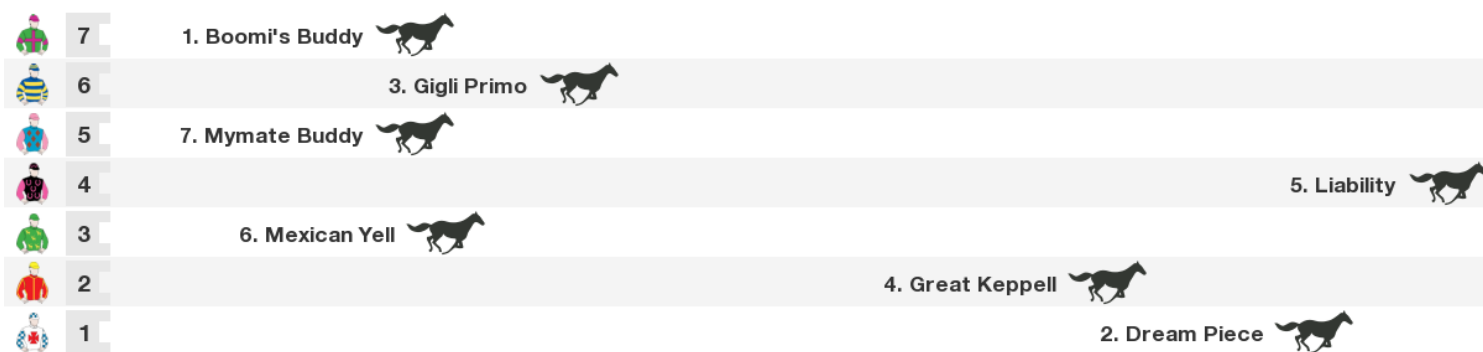 7 1. Boomi's Buddy
6 3. Gigli Primo
5 7. Mymate Buddy
4 5. Liability
3 6. Mexican Yell
2 4. Great Keppell
1 2. Dream Piece